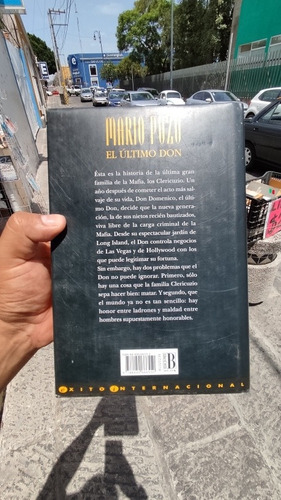 MARIO PUZO
EL ÚLTIMO DON
Ésta es la historia de la última gran
familia de la Mafia, los Clericuzio. Un
año después de cometer el acto más sal-
vaje de su vida, Don Domenico, el últi-
mo Don, decide que la nueva genera-
ción, la de sus nietos recién bautizados,
viva libre de la carga criminal de la
Mafia. Desde su espectacular jardín de
Long Island, el Don controla negocios
de Las Vegas y de Hollywood con los
que puede legitimar su fortuna.
Sin embargo, hay dos problemas que el
Don no puede ignorar. Primero, sólo
hay una cosa que la familia Clericuzio
sepa hacer bien: matar. Y segundo, que
el mundo ya no es tan sencillo: hay
honor entre ladrones y maldad entre
hombres supuestamente honorables.
B
EXITO INTERNACIONAL